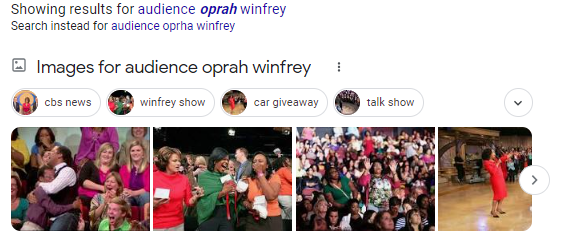 Showing results for audience oprah winfrey
Search instead for audience oprha winfrey
Images for audience oprah winfrey
cbs news winfrey show car giveaway talk show